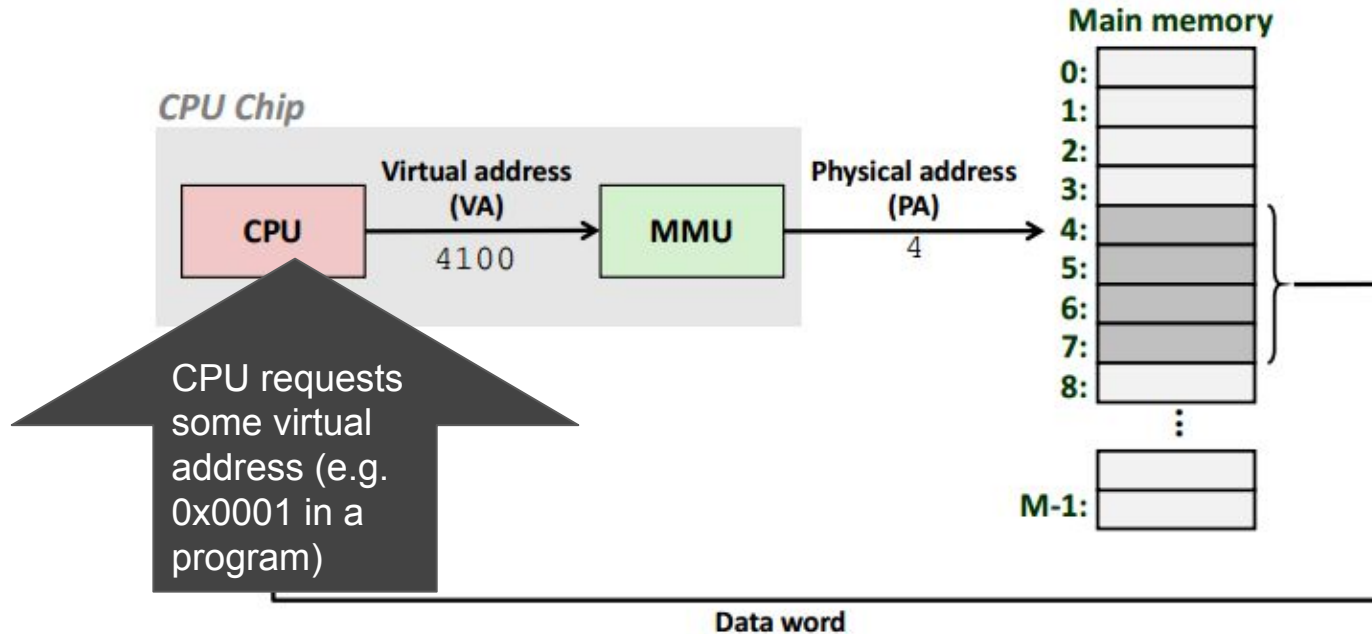 Main memory
CPU Chip
0:
1:
2:
3:
4:
5:
6:
7:
8:
M-1:
Virtual address
(VA)
4100
CPU
MMU
Physical address
(PA)
4
CPU requests
some virtual
address (e.g.
0x0001 in a
program)
Data word